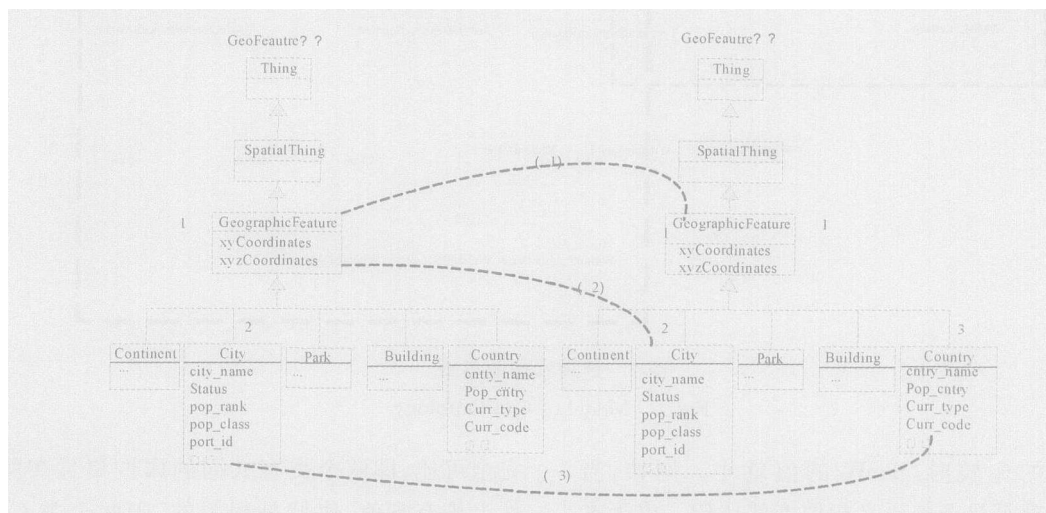 GeoFeautre? ?
Thing
SpatialThing
1
GeographicFeature
xyCoordinates
xyzCoordinates
2
Continent
...
City
city_name
Status
pop_rank
pop_class
port_id
Park
...
Building
...
Country
cntty_name
Pop_cntry
Curr_type
Curr_code
( 1)
( 2)
( 3)
GeoFeautre? ?
Thing
SpatialThing
GeographicFeature
1
xyCoordinates
xyzCoordinates
2
3
Continent
...
City
city_name
Status
pop_rank
pop_class
port_id
Park
...
Building
...
Country
cntry_name
Pop_cntry
Curr_type
Curr_code